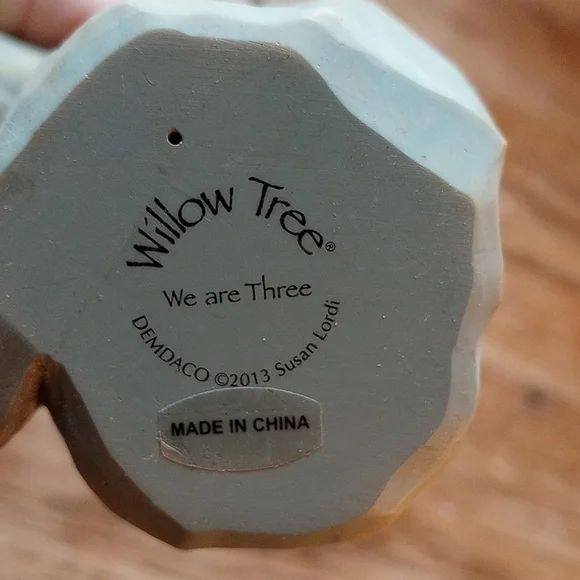 Willow Tree®
We are Three
DEMDACO ©2013 Susan Lordi
MADE IN CHINA